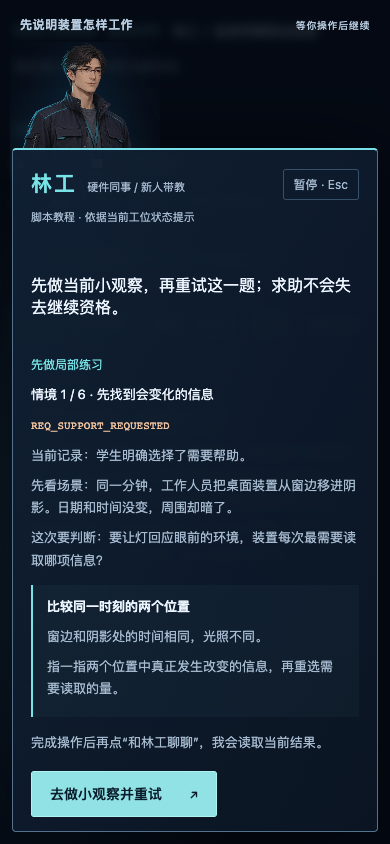 先说明装置怎样工作
等你操作后继续
林工 硬件同事 / 新人带教
暂停 · Esc
脚本教程 · 依据当前工位状态提示
先做当前小观察，再重试这一题；求助不会失
去继续资格。
先做局部练习
情境 1 / 6 · 先找到会变化的信息
REQ_SUPPORT_REQUESTED
当前记录：学生明确选择了需要帮助。
先看场景：同一分钟，工作人员把桌面装置从窗边移进阴
影。日期和时间没变，周围却暗了。
这次要判断：要让灯回应眼前的环境，装置每次最需要读
取哪项信息？
比较同一时刻的两个位置
窗边和阴影处的时间相同，光照不同。
指一指两个位置中真正发生改变的信息，再重选需
要读取的量。
完成操作后再点“和林工聊聊”，我会读取当前结果。
去做小观察并重试 ↗